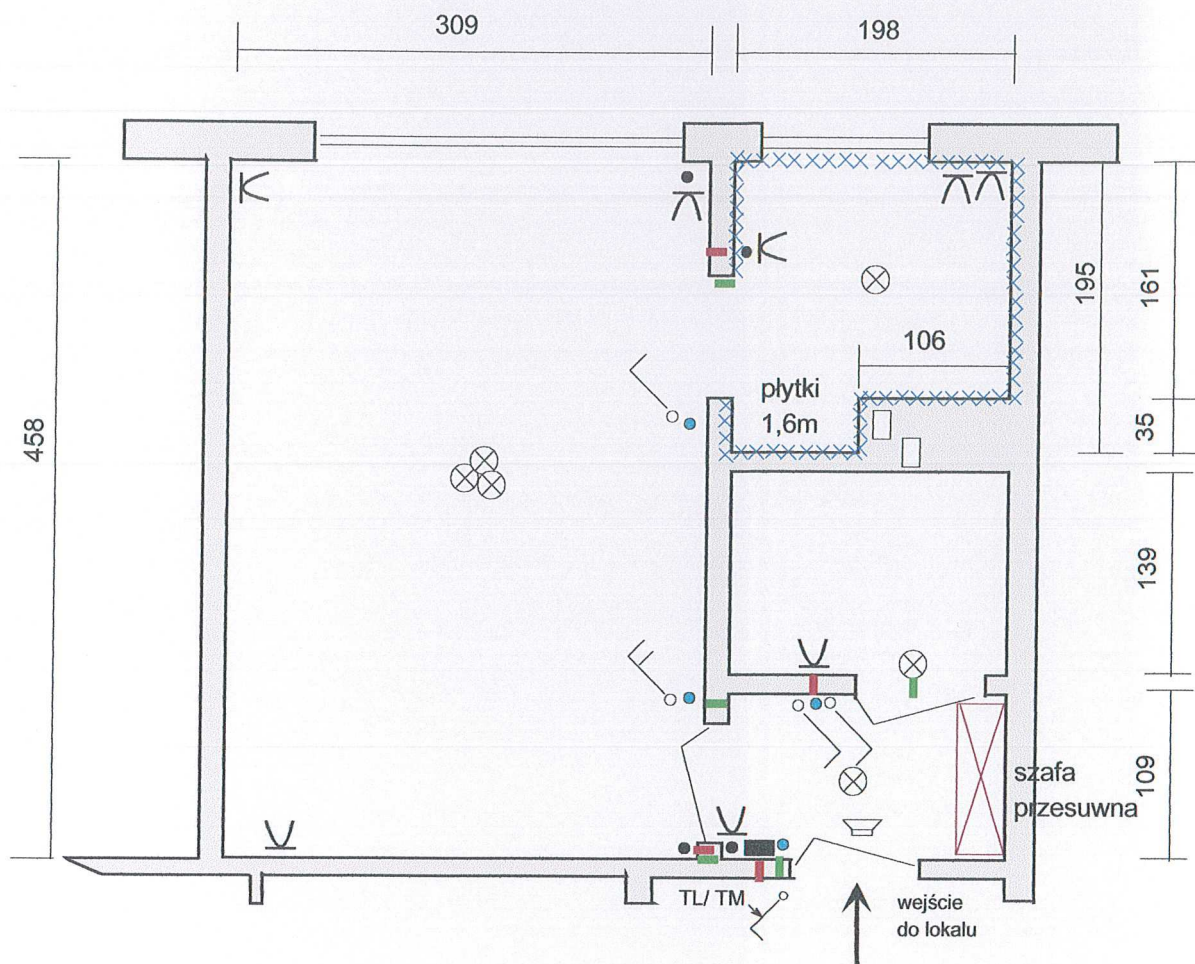 309
198
458
195
161
106
płytki
1,6m
35
139
szafa
przesuwna
109
TL/ TM
wejście
do lokalu